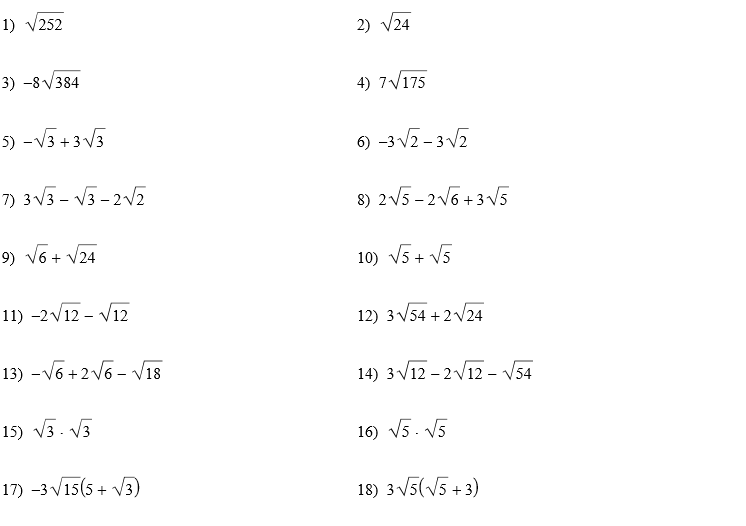 1) √252 2) √24
3) −8√384 4) 7√175
5) −√3 + 3√3 6) −3√2 − 3√2
7) 3√3 − √3 − 2√2 8) 2√5 − 2√6 + 3√5
9) √6 + √24 10) √5 + √5
11) −2√12 − √12 12) 3√54 + 2√24
13) −√6 + 2√6 − √18 14) 3√12 − 2√12 − √54
15) √3 · √3 16) √5 · √5
17) −3√15(5 + √3) 18) 3√5(√5 + 3)